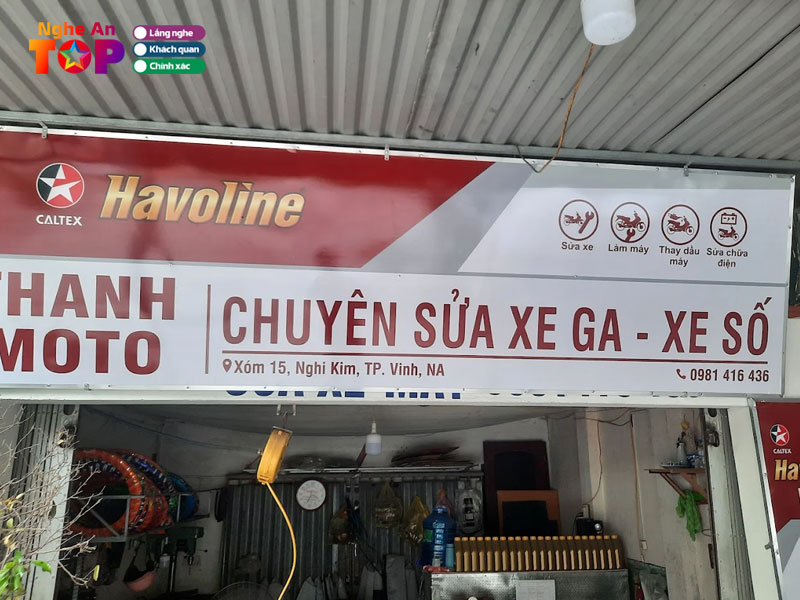 Nghe An
TOP
Lắng nghe
Khách quan
Chính xác
CALTEX
Havoline
Sửa xe
Làm máy
Thay dầu máy
Sửa chữa điện
THANH
MOTO
CHUYÊN SỬA XE GA - XE SỐ
Xóm 15, Nghi Kim, TP. Vinh, NA
0981 416 436
CALTEX